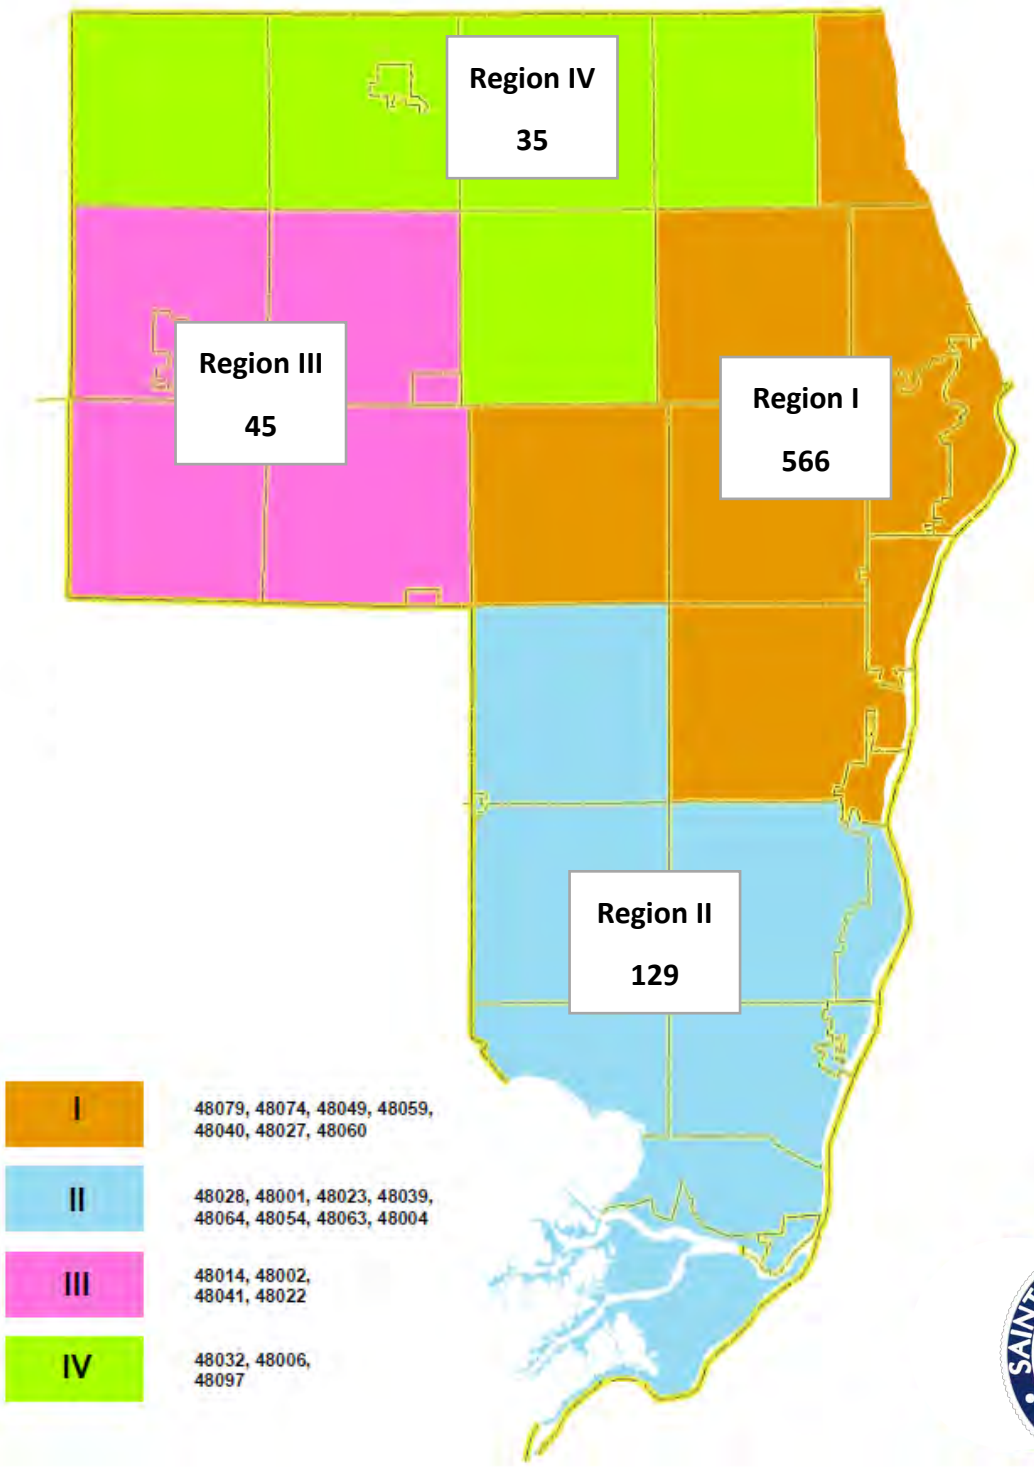 Region IV
35
Region III
45
Region I
566
Region II
129
I
48079, 48074, 48049, 48059,
48040, 48027, 48060
II
48028, 48001, 48023, 48039,
48064, 48054, 48063, 48004
III
48014, 48002,
48041, 48022
IV
48032, 48006,
48097
SAINT